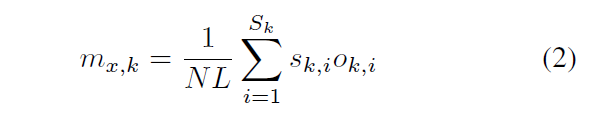 m_{x,k} = \frac{1}{NL} \sum_{i=1}^{S_k} s_{k,i} o_{k,i} (2)